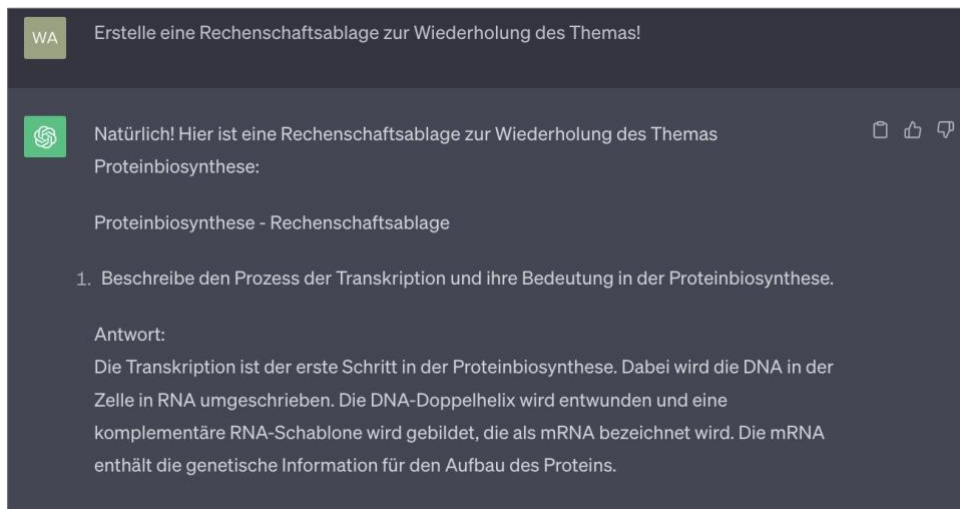 WA
Erstelle eine Rechenschaftsablage zur Wiederholung des Themas!
Natürlich! Hier ist eine Rechenschaftsablage zur Wiederholung des Themas
Proteinbiosynthese:
Proteinbiosynthese - Rechenschaftsablage
1. Beschreibe den Prozess der Transkription und ihre Bedeutung in der Proteinbiosynthese.
Antwort:
Die Transkription ist der erste Schritt in der Proteinbiosynthese. Dabei wird die DNA in der
Zelle in RNA umgeschrieben. Die DNA-Doppelhelix wird entwunden und eine
komplementäre RNA-Schablone wird gebildet, die als mRNA bezeichnet wird. Die mRNA
enthält die genetische Information für den Aufbau des Proteins.